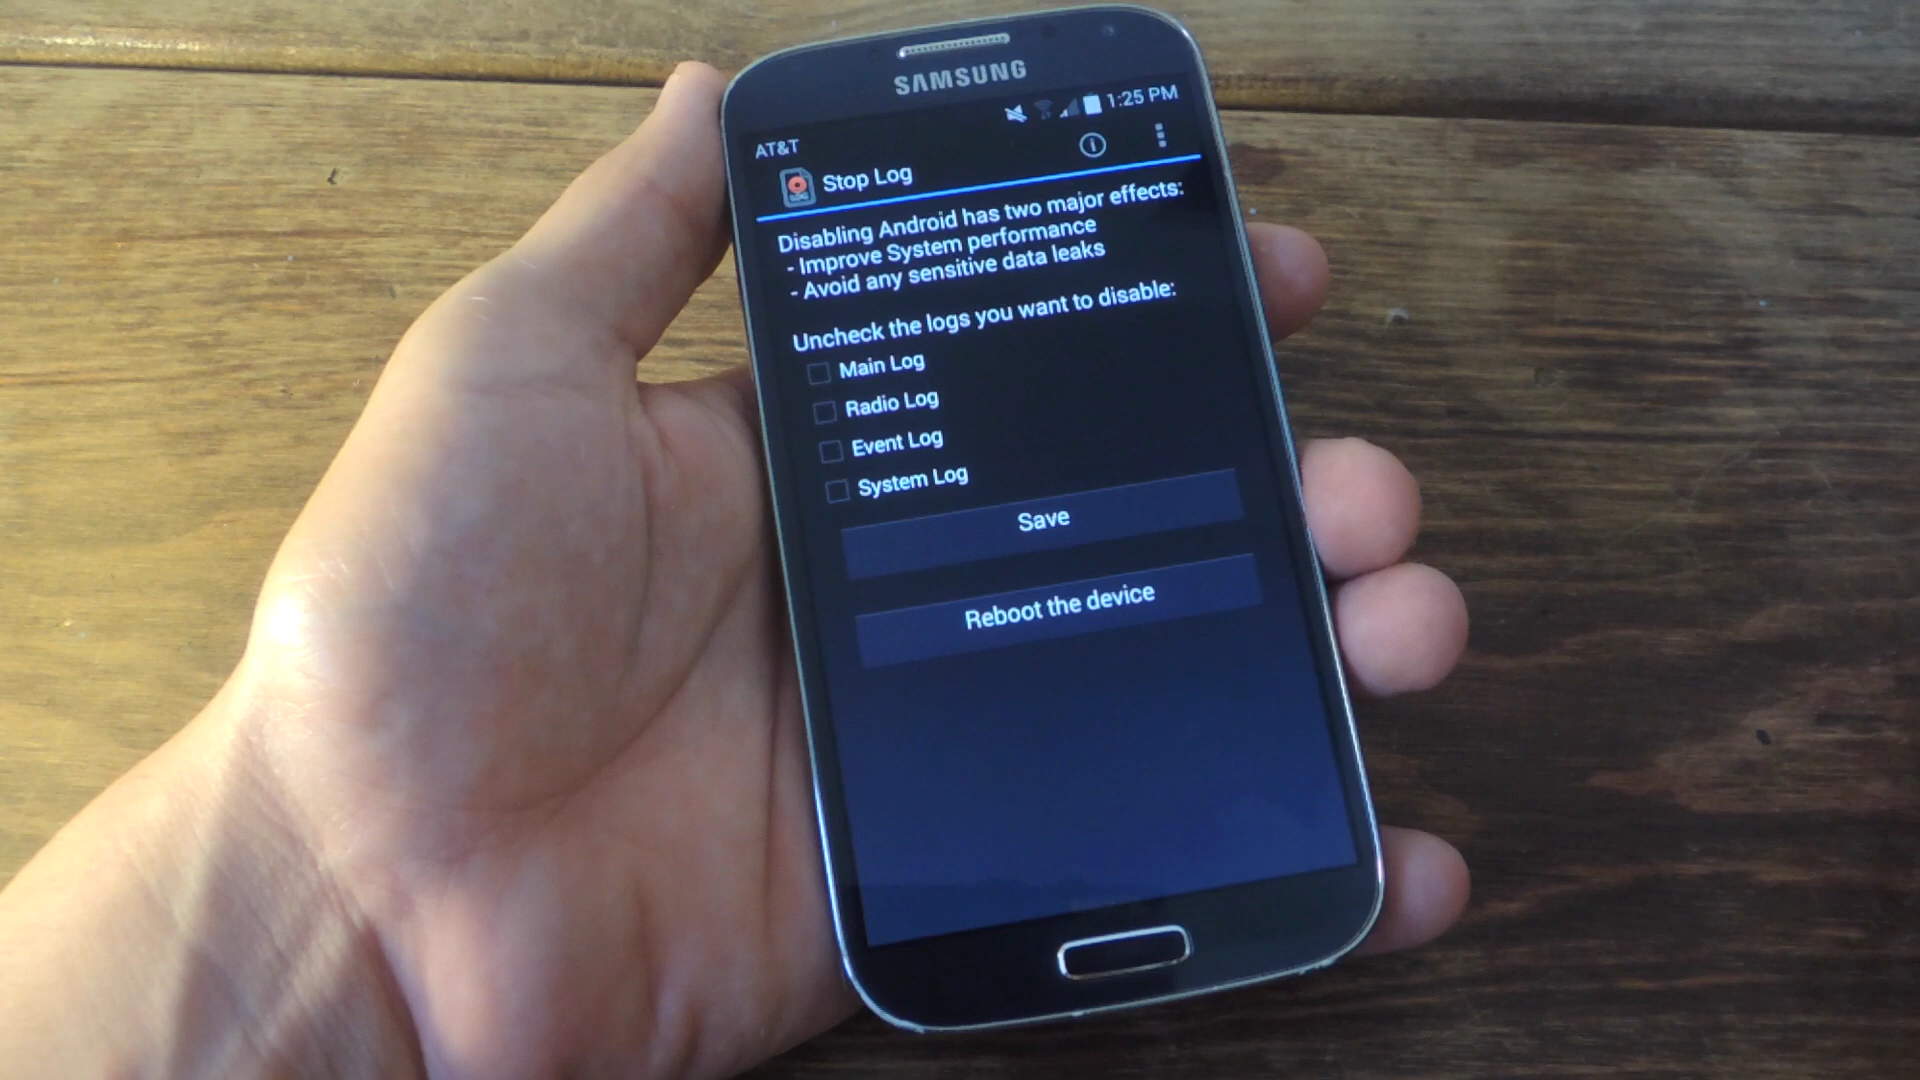 SAMSUNG
1:25 PM
AT&T
Stop Log
Disabling Android has two major effects:
- Improve System performance
- Avoid any sensitive data leaks
Uncheck the logs you want to disable:
Main Log
Radio Log
Event Log
System Log
Save
Reboot the device